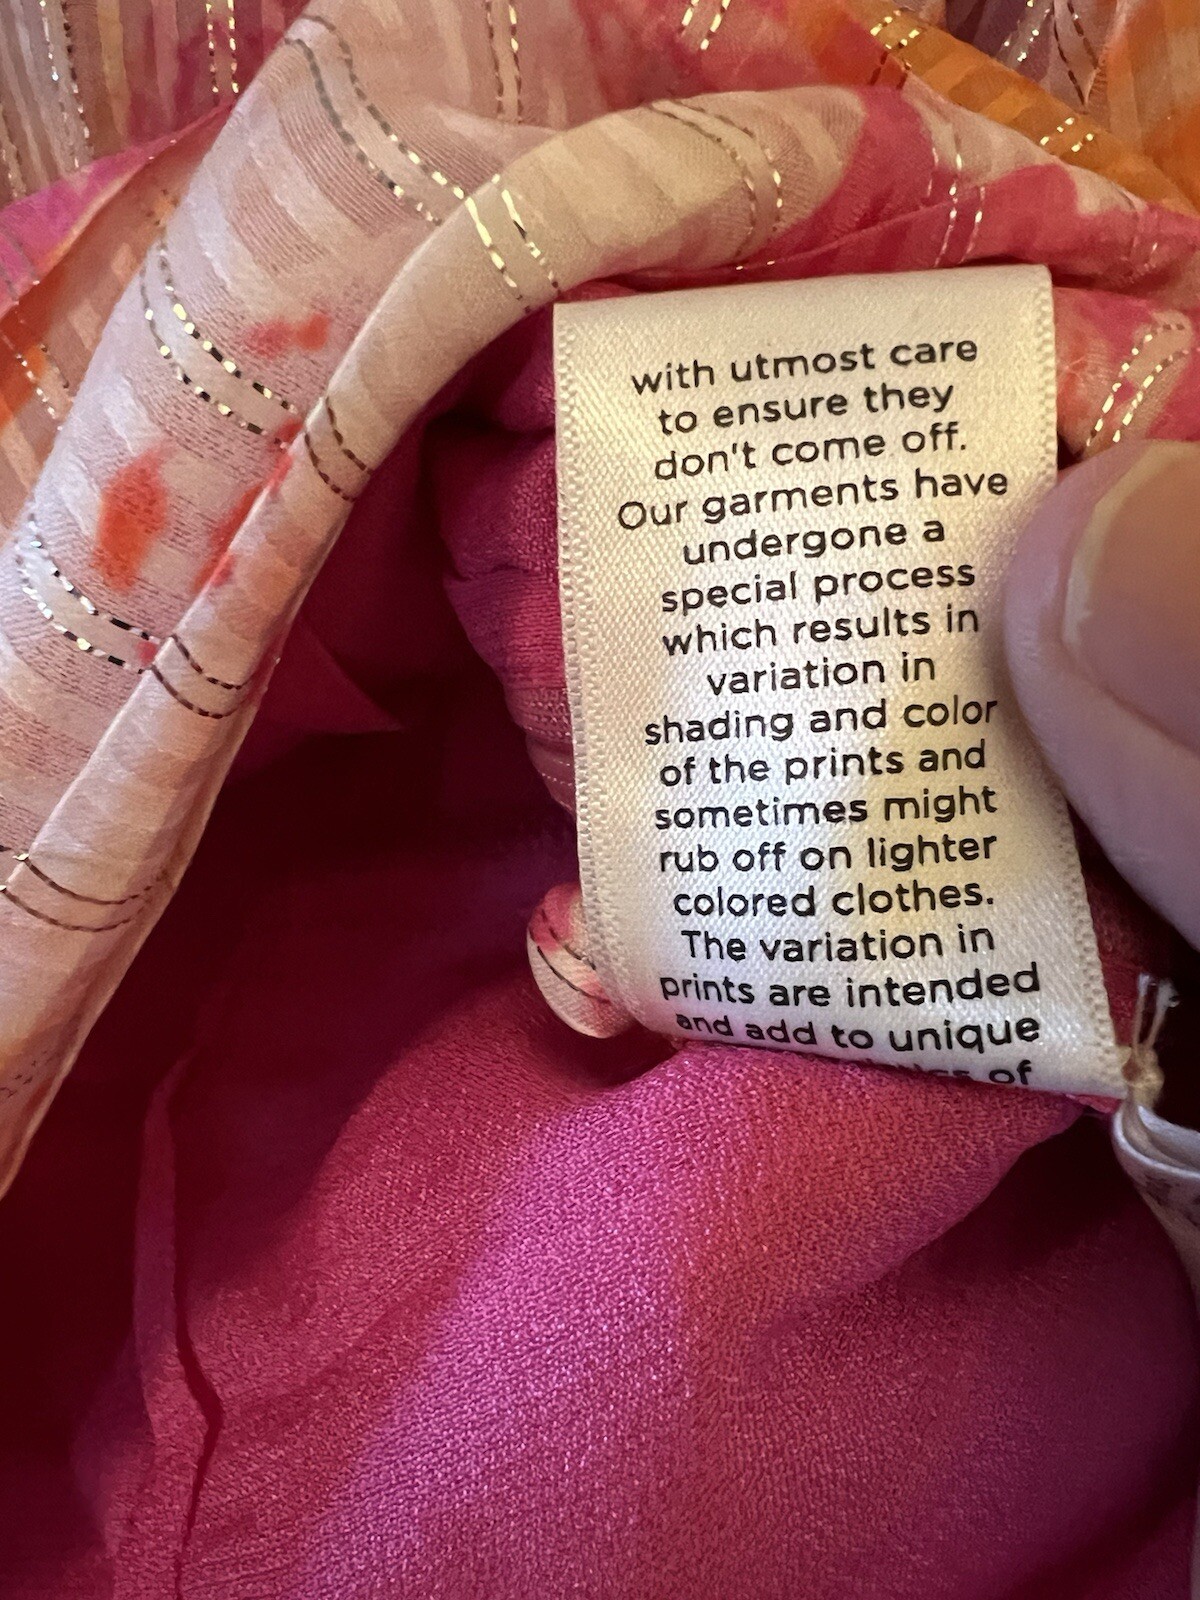 with utmost care
to ensure they
don't come off.
Our garments have
undergone a
special process
which results in
variation in
shading and color
of the prints and
sometimes might
rub off on lighter
colored clothes.
The variation in
prints are intended
and add to unique
of